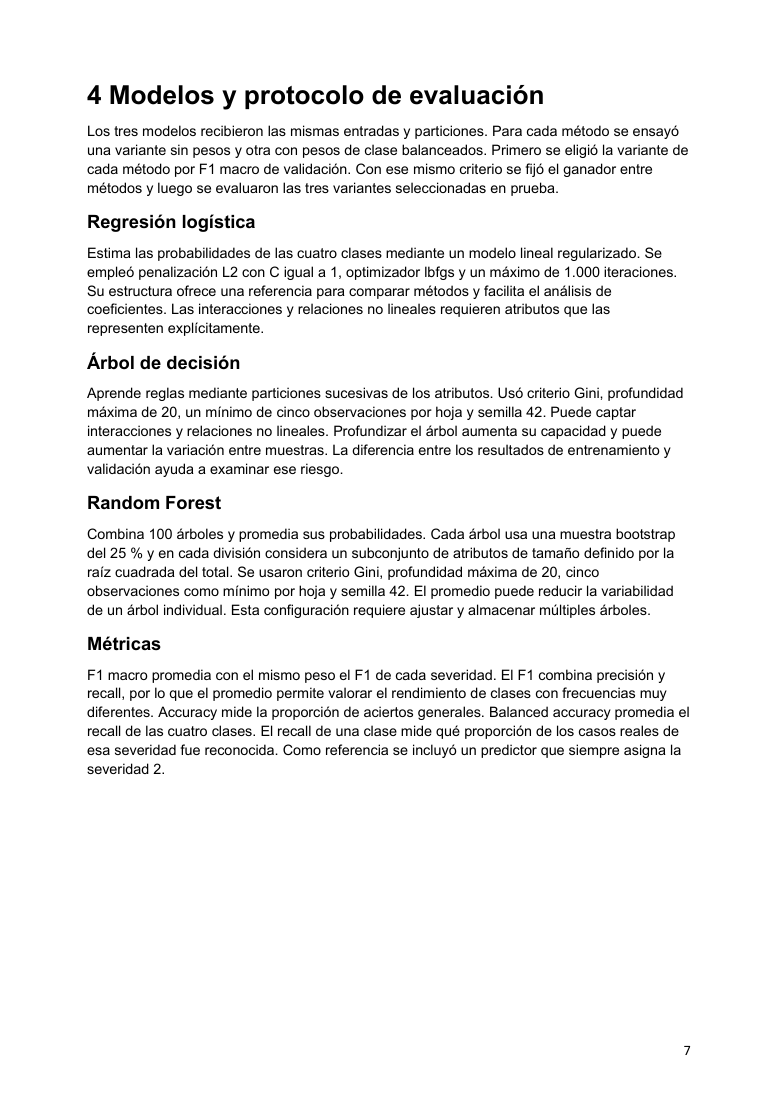 4 Modelos y protocolo de evaluación
Los tres modelos recibieron las mismas entradas y particiones. Para cada método se ensayó
una variante sin pesos y otra con pesos de clase balanceados. Primero se eligió la variante de
cada método por F1 macro de validación. Con ese mismo criterio se fijó el ganador entre
métodos y luego se evaluaron las tres variantes seleccionadas en prueba.
Regresión logística
Estima las probabilidades de las cuatro clases mediante un modelo lineal regularizado. Se
empleó penalización L2 con C igual a 1, optimizador lbfgs y un máximo de 1.000 iteraciones.
Su estructura ofrece una referencia para comparar métodos y facilita el análisis de
coeficientes. Las interacciones y relaciones no lineales requieren atributos que las
representen explícitamente.
Árbol de decisión
Aprende reglas mediante particiones sucesivas de los atributos. Usó criterio Gini, profundidad
máxima de 20, un mínimo de cinco observaciones por hoja y semilla 42. Puede captar
interacciones y relaciones no lineales. Profundizar el árbol aumenta su capacidad y puede
aumentar la variación entre muestras. La diferencia entre los resultados de entrenamiento y
validación ayuda a examinar ese riesgo.
Random Forest
Combina 100 árboles y promedia sus probabilidades. Cada árbol usa una muestra bootstrap
del 25 % y en cada división considera un subconjunto de atributos de tamaño definido por la
raíz cuadrada del total. Se usaron criterio Gini, profundidad máxima de 20, cinco
observaciones como mínimo por hoja y semilla 42. El promedio puede reducir la variabilidad
de un árbol individual. Esta configuración requiere ajustar y almacenar múltiples árboles.
Métricas
F1 macro promedia con el mismo peso el F1 de cada severidad. El F1 combina precisión y
recall, por lo que el promedio permite valorar el rendimiento de clases con frecuencias muy
diferentes. Accuracy mide la proporción de aciertos generales. Balanced accuracy promedia el
recall de las cuatro clases. El recall de una clase mide qué proporción de los casos reales de
esa severidad fue reconocida. Como referencia se incluyó un predictor que siempre asigna la
severidad 2.
7